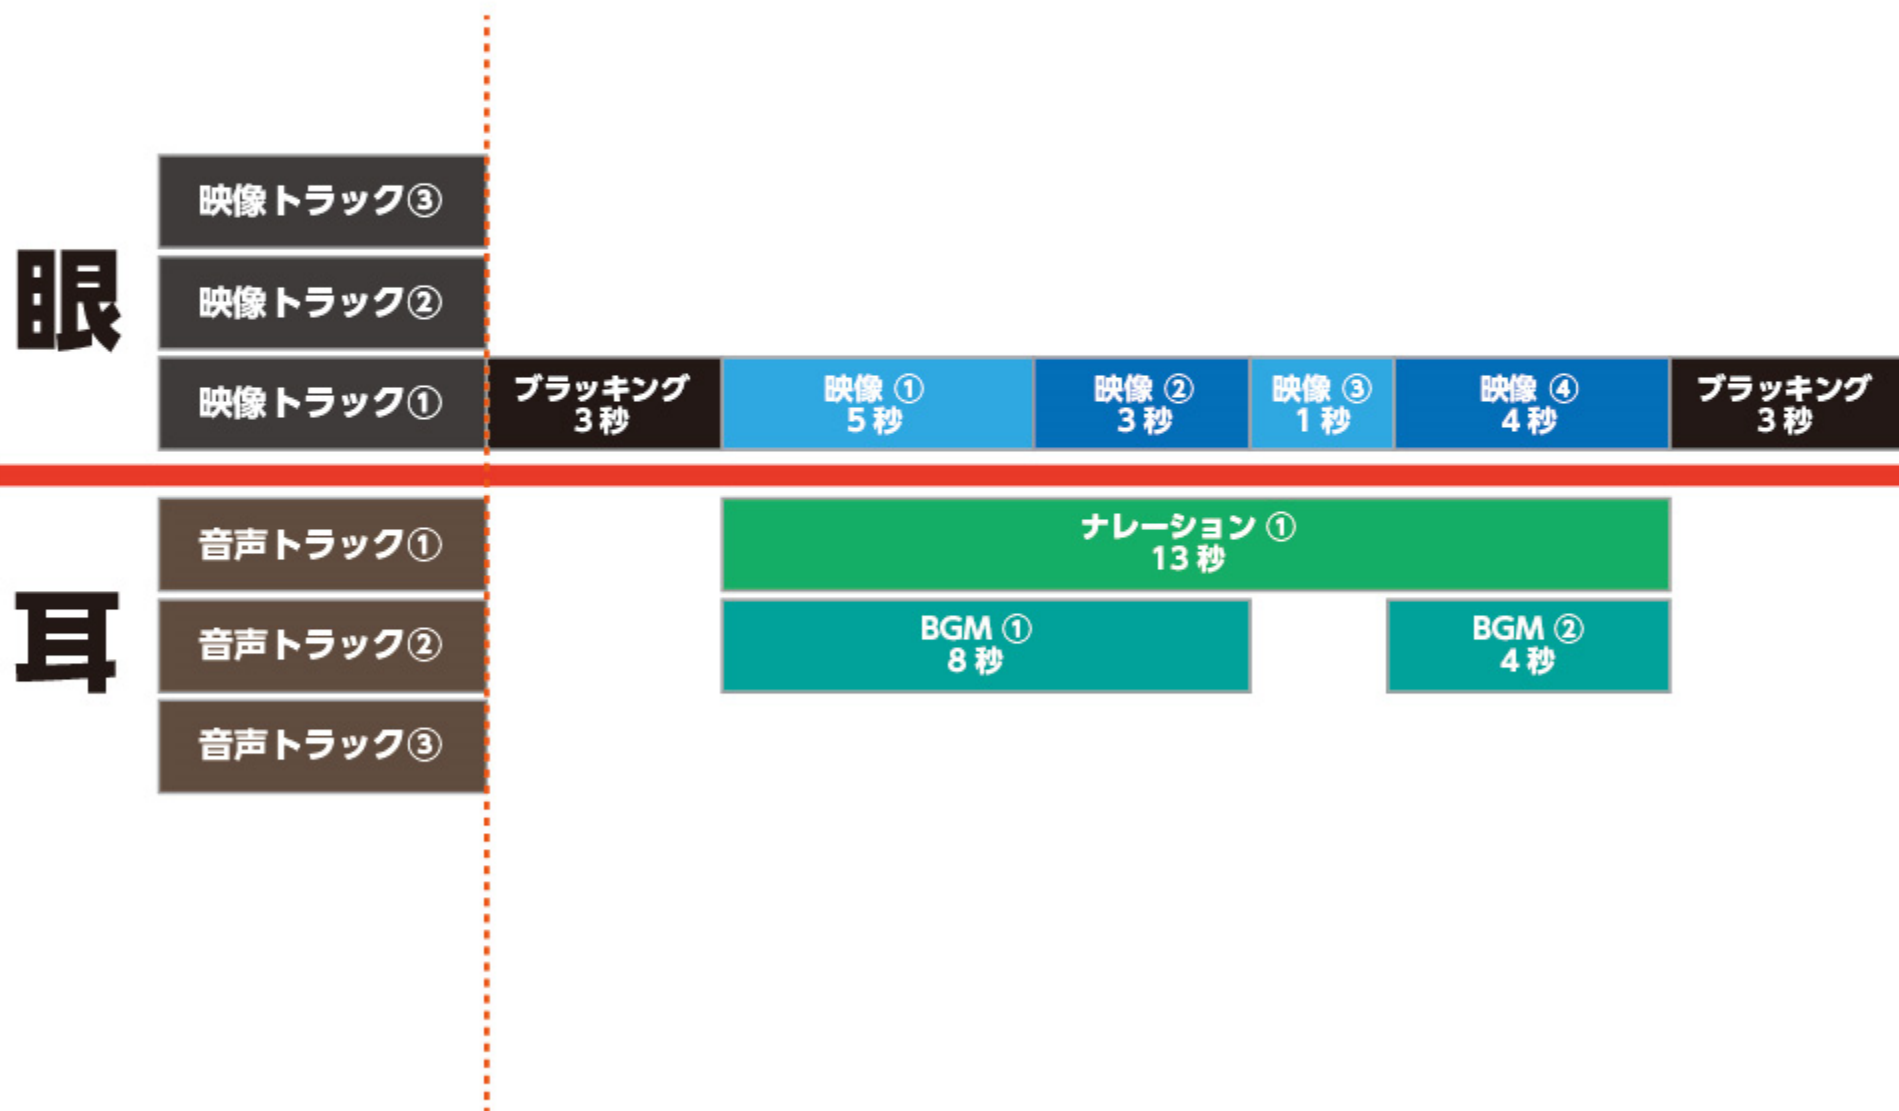 眼
映像トラック③
映像トラック②
映像トラック①
ブラッキング
3秒
映像 ①
5秒
映像 ②
3秒
映像 ③
1秒
映像 ④
4秒
ブラッキング
3秒
耳
音声トラック①
ナレーション ①
13秒
音声トラック②
BGM ①
8秒
BGM ②
4秒
音声トラック③